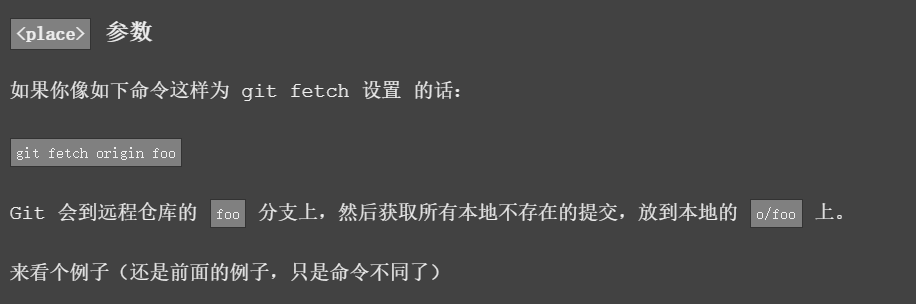 <place> 参数
如果你像如下命令这样为 git fetch 设置 的话：
git fetch origin foo
Git 会到远程仓库的 foo 分支上，然后获取所有本地不存在的提交，放到本地的 o/foo 上。
来看个例子（还是前面的例子，只是命令不同了）